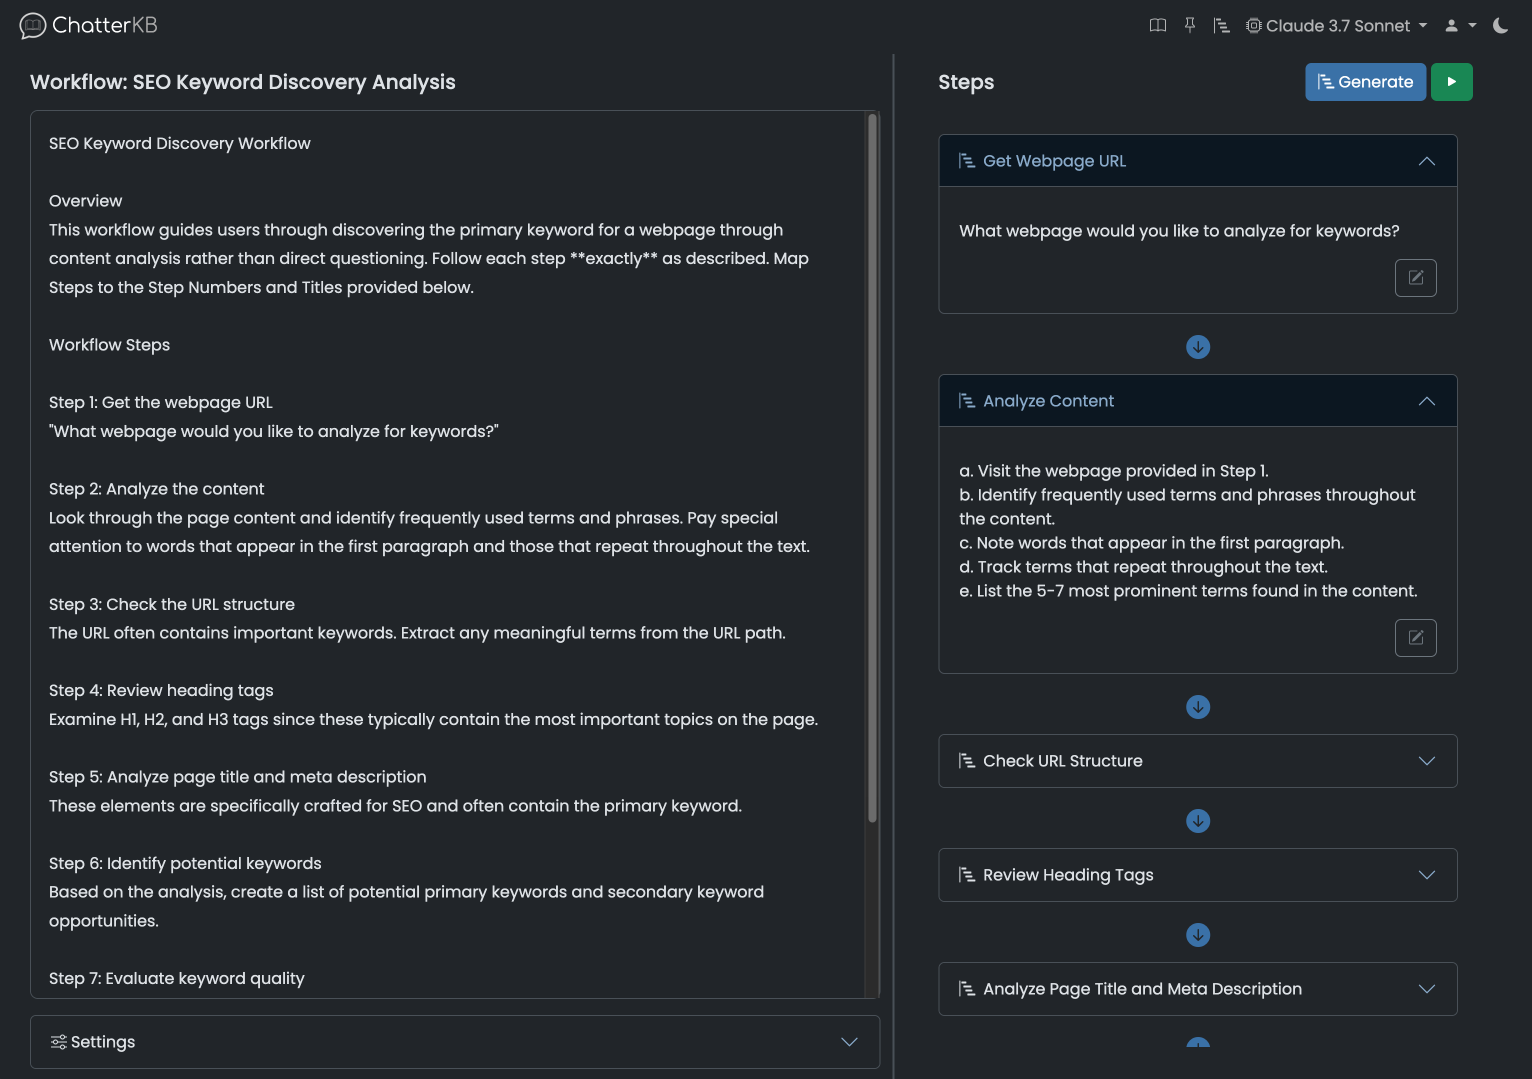 ChatterKB
Claude 3.7 Sonnet
Workflow: SEO Keyword Discovery Analysis
SEO Keyword Discovery Workflow
Overview
This workflow guides users through discovering the primary keyword for a webpage through
content analysis rather than direct questioning. Follow each step **exactly** as described. Map
Steps to the Step Numbers and Titles provided below.
Workflow Steps
Step 1: Get the webpage URL
"What webpage would you like to analyze for keywords?"
Step 2: Analyze the content
Look through the page content and identify frequently used terms and phrases. Pay special
attention to words that appear in the first paragraph and those that repeat throughout the text.
Step 3: Check the URL structure
The URL often contains important keywords. Extract any meaningful terms from the URL path.
Step 4: Review heading tags
Examine H1, H2, and H3 tags since these typically contain the most important topics on the page.
Step 5: Analyze page title and meta description
These elements are specifically crafted for SEO and often contain the primary keyword.
Step 6: Identify potential keywords
Based on the analysis, create a list of potential primary keywords and secondary keyword
opportunities.
Step 7: Evaluate keyword quality
Settings
Steps
Generate
Get Webpage URL
What webpage would you like to analyze for keywords?
Analyze Content
a. Visit the webpage provided in Step 1.
b. Identify frequently used terms and phrases throughout
the content.
c. Note words that appear in the first paragraph.
d. Track terms that repeat throughout the text.
e. List the 5-7 most prominent terms found in the content.
Check URL Structure
Review Heading Tags
Analyze Page Title and Meta Description